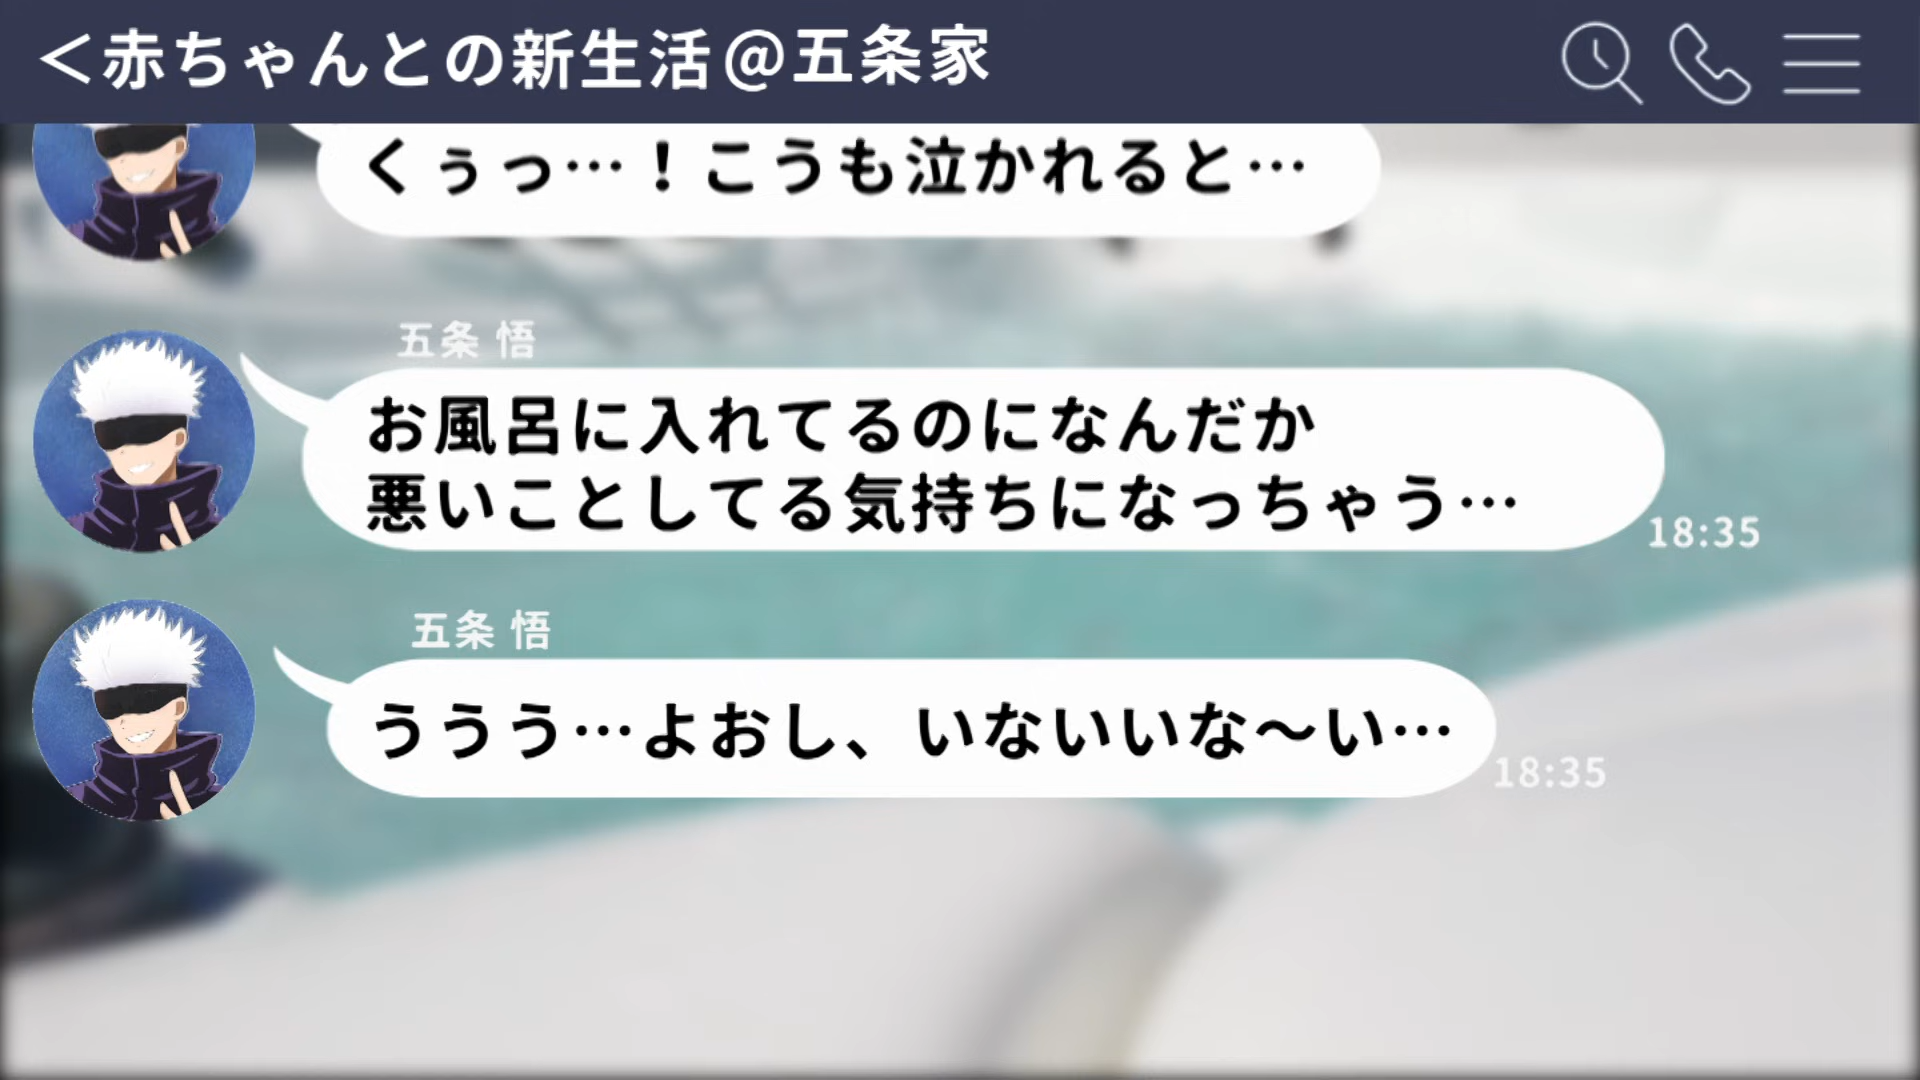 ＜赤ちゃんとの新生活@五条家
くぅっ…！こうも泣かれると…
五条 悟
お風呂に入れてるのになんだか
悪いことしてる気持ちになっちゃう…
18:35
五条 悟
ううう…よおし、いないいな～い…
18:35